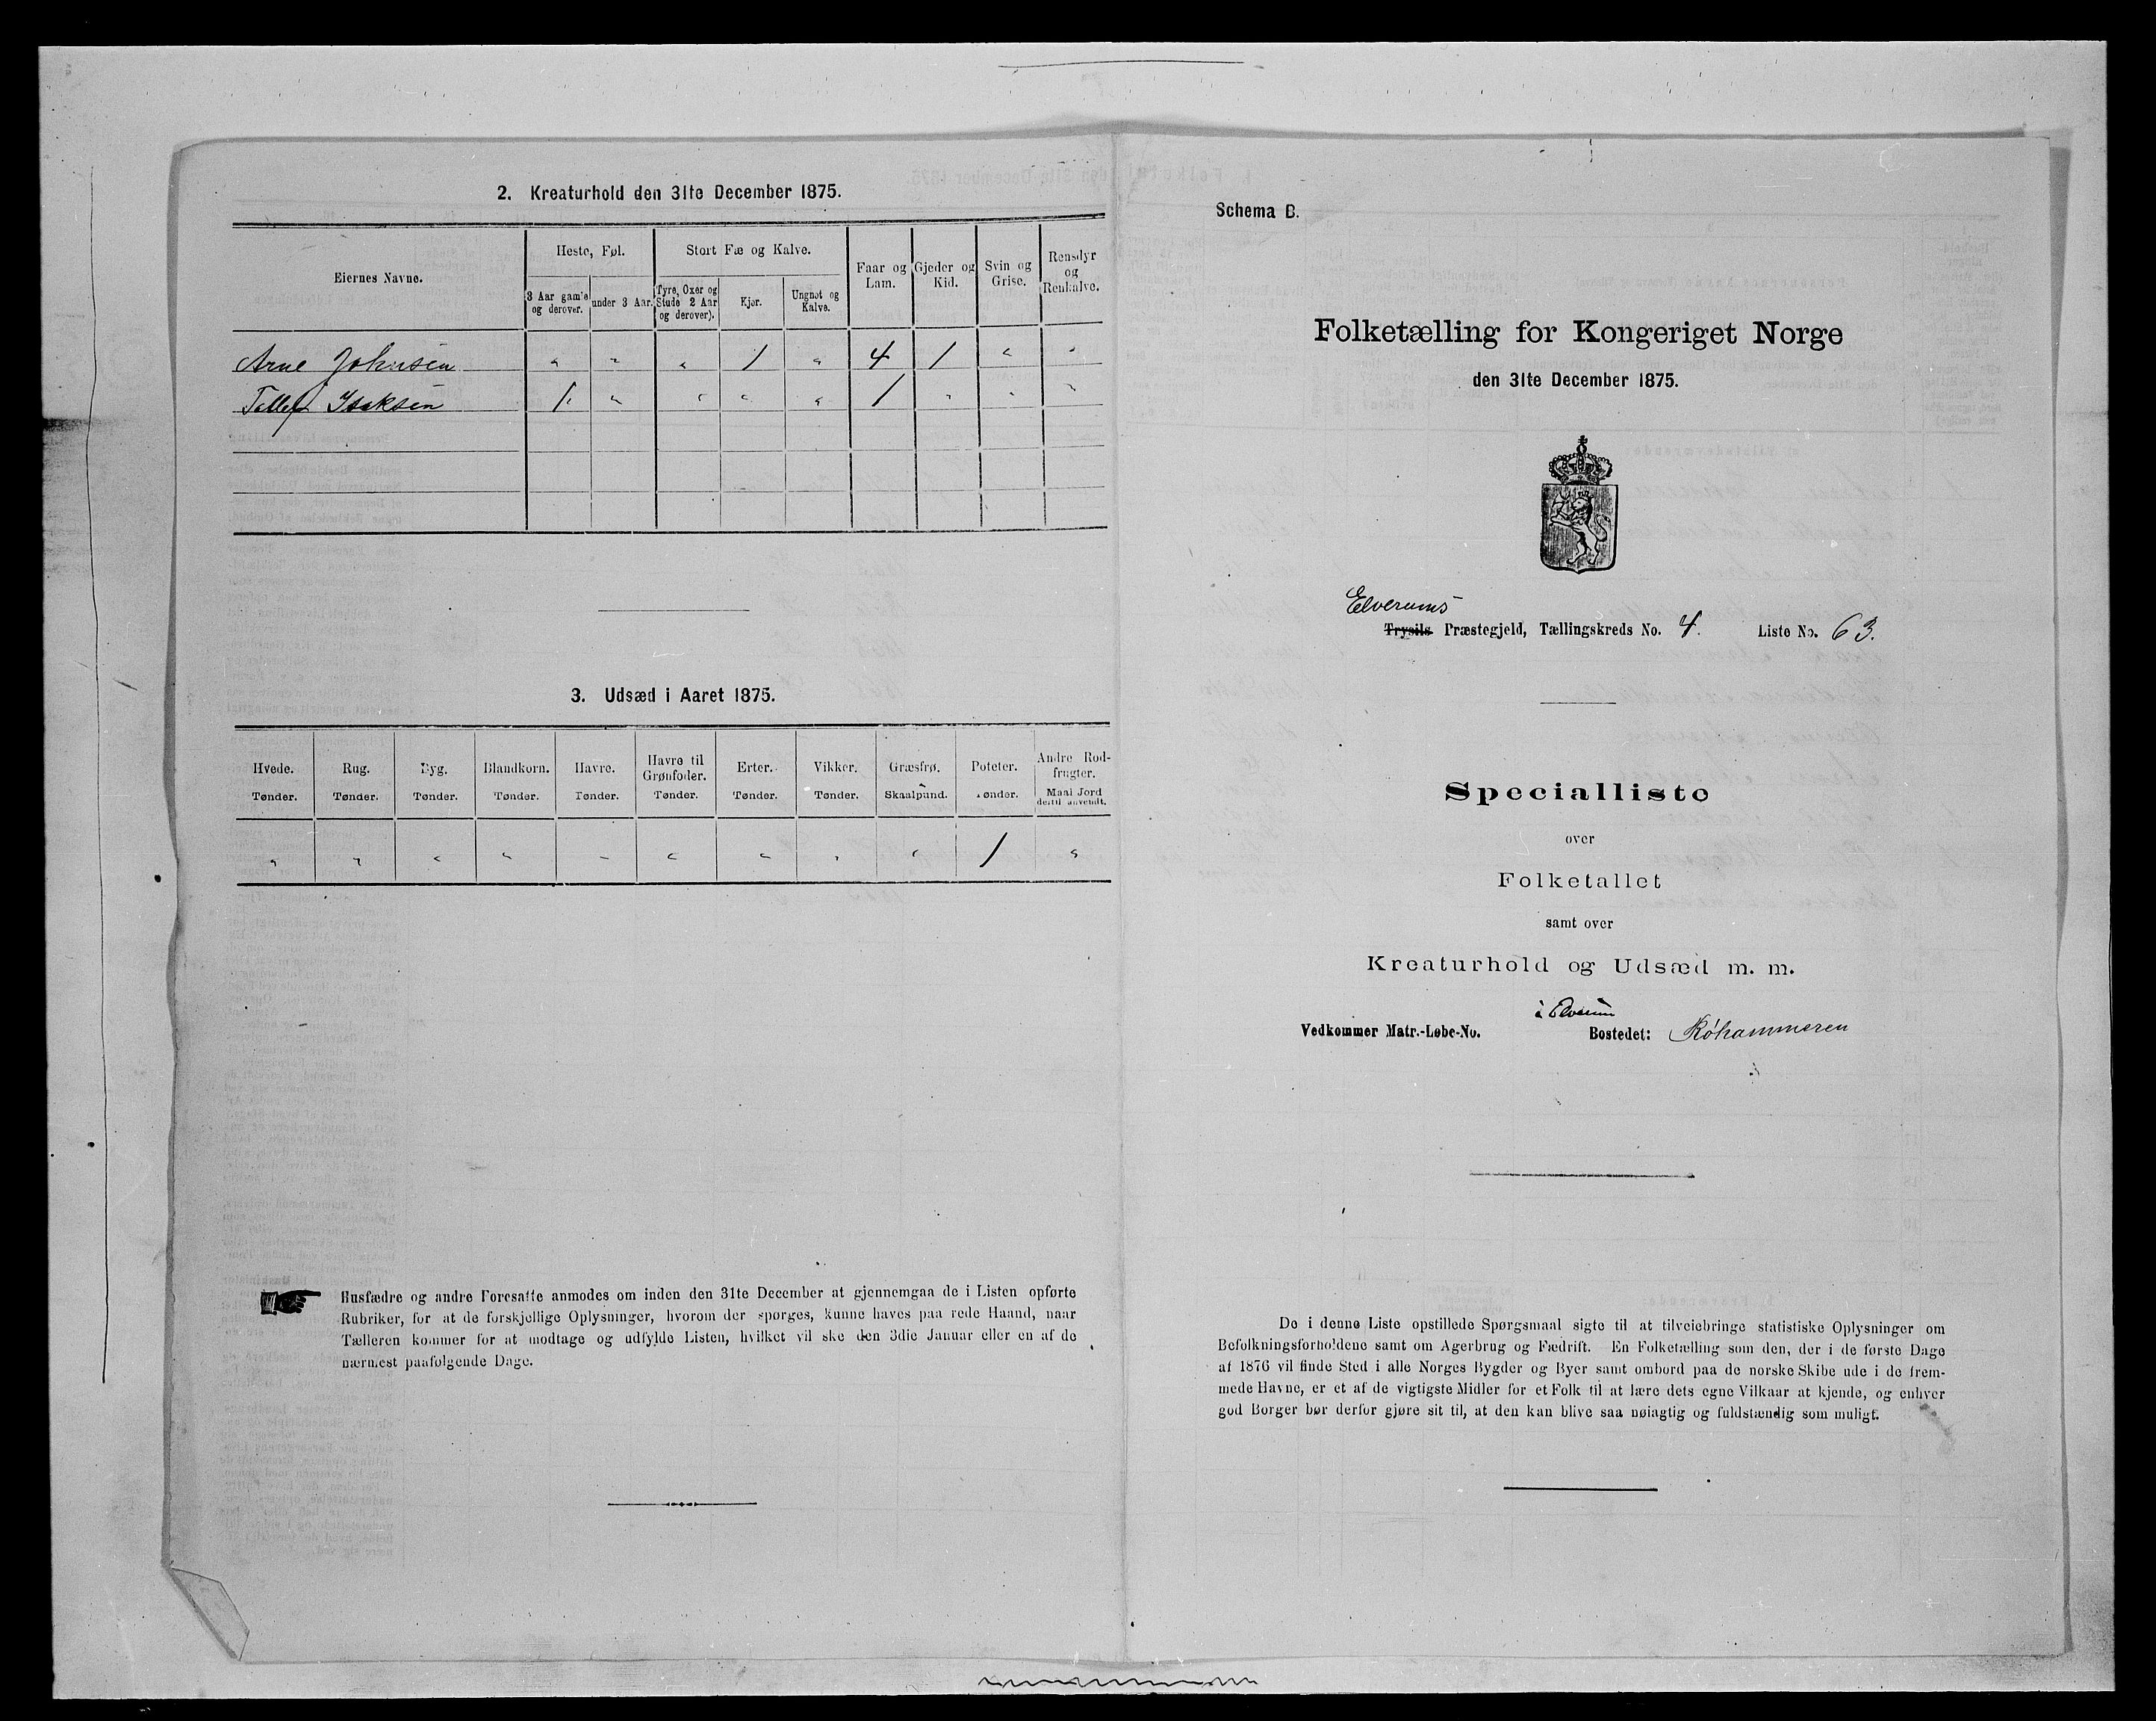 2. Kreaturhold den 31te December 1875.
Eiernes Navne.
Heste, Føl.
Stort Fæ og Kalve.
Faar og Lam.
Gjeder og Kid.
Svin og Grise.
Rensdyr og Renkalve.
3 Aar gamle og derover.
under 3 Aar.
Tyre, Oxer og Stude 2 Aar og derover).
Kjør.
Ungnøt og Kalve.
Arne Johnsen " " " 1 " 4 1 " "
Tollef Isaksen 1 " " " " 1 " " "
3. Udsæd i Aaret 1875.
Hvede. Rug. Byg. Blandkorn. Havre. Havre til Grønfoder. Erter. Vikker. Græsfrø. Poteter. Andre Rodfrugter.
Tønder. Tønder. Tønder. Tønder. Tønder. Tønder. Tønder. Tønder. Skaalpund. Tønder. Maal Jord dertil anvendt.
" " " " " " " " " 1 "
Husfædre og andre Foresatte anmodes om inden den 31te December at gjennemgaa de i Listen opførte
Rubriker, for at de forskjellige Oplysninger, hvorom der spørges, kunne haves paa rede Haand, naar
Tælleren kommer for at modtage og udfylde Listen, hvilket vil ske den 3die Januar eller en af de
nærmest paafølgende Dage.
Schema B.
Folketælling for Kongeriget Norge
den 31te December 1875.
Elverums
Trysils Præstegjeld, Tællingskreds No. 4. Liste No. 63.
Specialliste
over
Folketallet
samt over
Kreaturhold og Udsæd m. m.
i Elverum
Vedkommer Matr.-Løbe-No. Bostedet: Røhammeren
De i denne Liste opstillede Spørgsmaal sigte til at tilveiebringe statistiske Oplysninger om
Befolkningsforholdene samt om Agerbrug og Fædrift. En Folketælling som den, der i de første Dage
af 1876 vil finde Sted i alle Norges Bygder og Byer samt ombord paa de norske Skibe ude i de frem-
mede Havne, er et af de vigtigste Midler for et Folk til at lære dets egne Vilkaar at kjende, og enhver
god Borger bør derfor gjøre sit til, at den kan blive saa nøiagtig og fuldstændig som muligt.